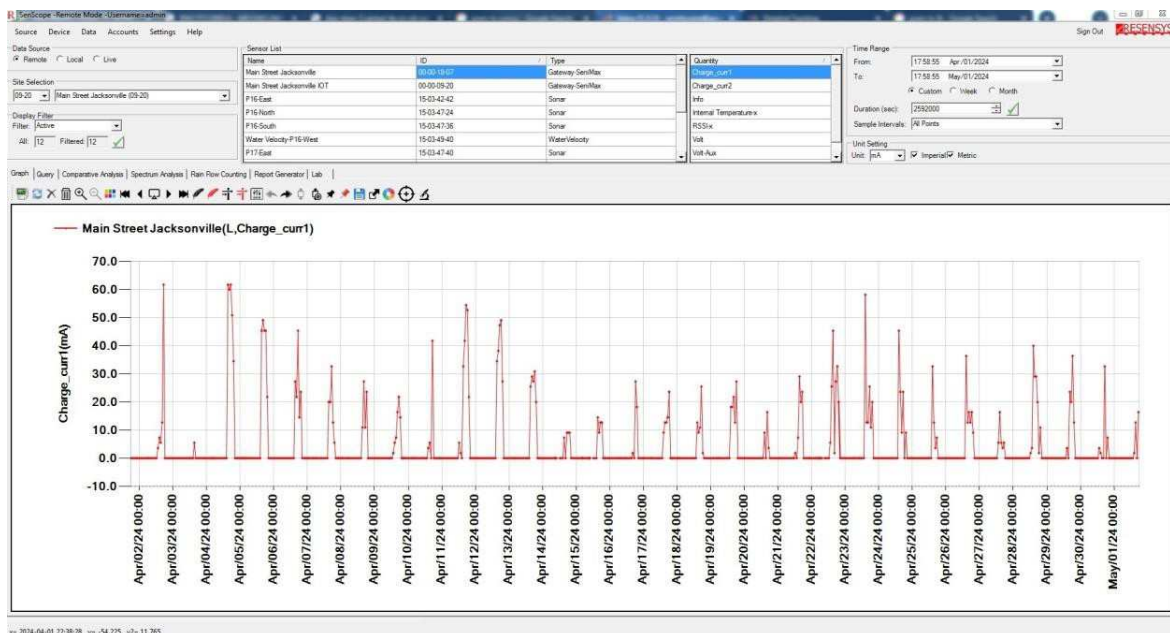 SenScope -Remote Mode -Username=admin
Source Device Data Accounts Settings Help
Sign Out RESENSYS
Data Source
Remote Local Live
Site Selection
09-20 Main Street Jacksonville (09-20)
Display Filter
Filter: Active
All: 12 Filtered: 12
Sensor List
Name ID Type
Main Street Jacksonville 00-00-18-07 Gateway-SeniMax
Main Street Jacksonville IOT 00-00-09-20 Gateway-SeniMax
P16-East 15-03-42-42 Sonar
P16-North 15-03-47-24 Sonar
P16-South 15-03-47-36 Sonar
Water Velocity-P16-West 15-03-49-40 WaterVelocity
P17-East 15-03-47-40 Sonar
Quantity
Charge_curr1
Charge_curr2
Info
Internal Temperature-x
RSSI-x
Volt
Volt-Aux
Time Range
From: 17:58:55 Apr/01/2024
To: 17:58:55 May/01/2024
Custom Week Month
Duration (sec): 2592000
Sample Intervals: All Points
Unit Setting
Unit: mA Imperial Metric
Graph Query Comparative Analysis Spectrum Analysis Rain Flow Counting Report Generator Lab
Main Street Jacksonville(L,Charge_curr1)
Charge_curr1(mA)
70.0
60.0
50.0
40.0
30.0
20.0
10.0
0.0
-10.0
Apr/02/24 00:00
Apr/03/24 00:00
Apr/04/24 00:00
Apr/05/24 00:00
Apr/06/24 00:00
Apr/07/24 00:00
Apr/08/24 00:00
Apr/09/24 00:00
Apr/10/24 00:00
Apr/11/24 00:00
Apr/12/24 00:00
Apr/13/24 00:00
Apr/14/24 00:00
Apr/15/24 00:00
Apr/16/24 00:00
Apr/17/24 00:00
Apr/18/24 00:00
Apr/19/24 00:00
Apr/20/24 00:00
Apr/21/24 00:00
Apr/22/24 00:00
Apr/23/24 00:00
Apr/24/24 00:00
Apr/25/24 00:00
Apr/26/24 00:00
Apr/27/24 00:00
Apr/28/24 00:00
Apr/29/24 00:00
Apr/30/24 00:00
May/01/24 00:00
x= 2024-04-01 22:38:28 y= -54.225 y2= 11.765